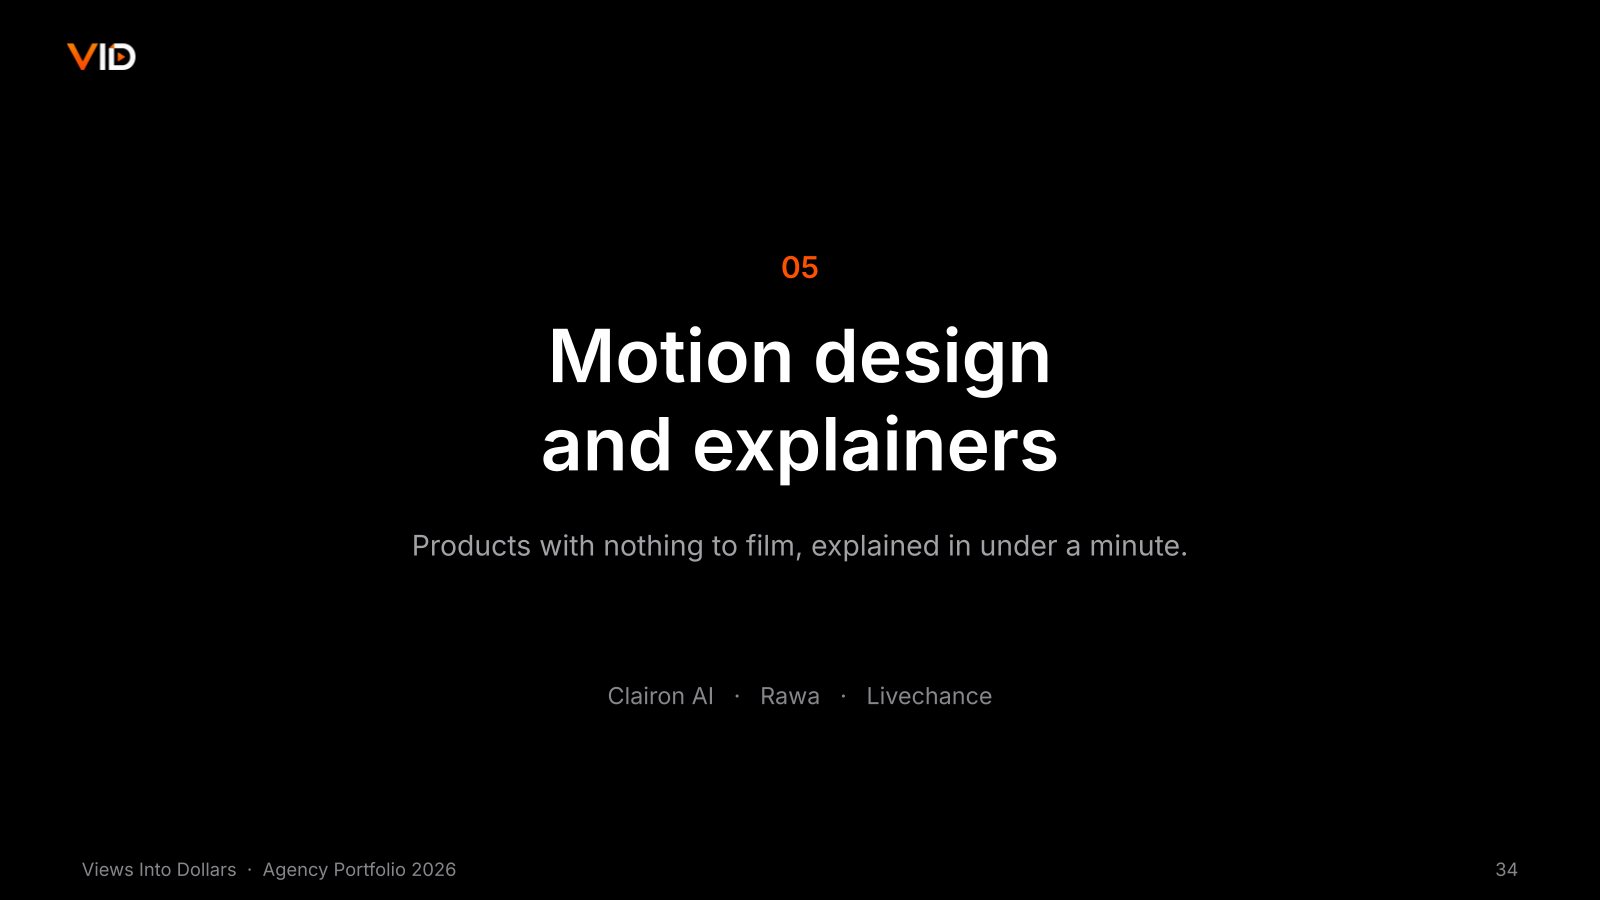 VID
05
Motion design
and explainers
Products with nothing to film, explained in under a minute.
Clairon AI · Rawa · Livechance
Views Into Dollars · Agency Portfolio 2026
34